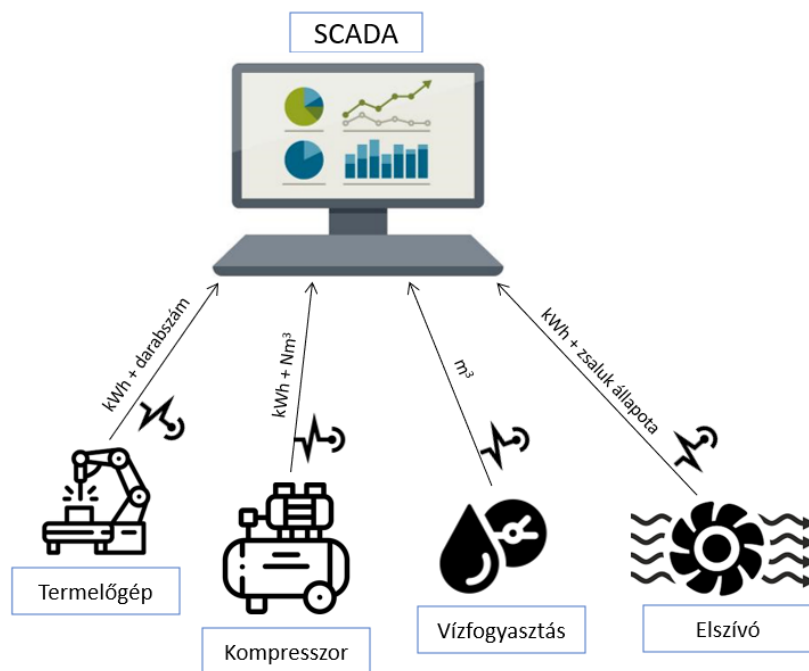 SCADA
kWh + darabszám
kWh + Nm³
m³
kWh + zsaluk állapota
Termelőgép
Kompresszor
Vízfogyasztás
Elszívó